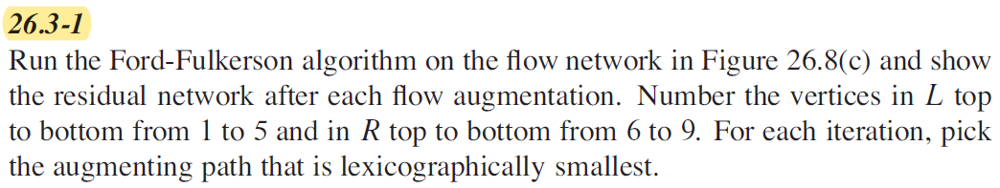 26.3-1
Run the Ford-Fulkerson algorithm on the flow network in Figure 26.8(c) and show
the residual network after each flow augmentation. Number the vertices in L top
to bottom from 1 to 5 and in R top to bottom from 6 to 9. For each iteration, pick
the augmenting path that is lexicographically smallest.